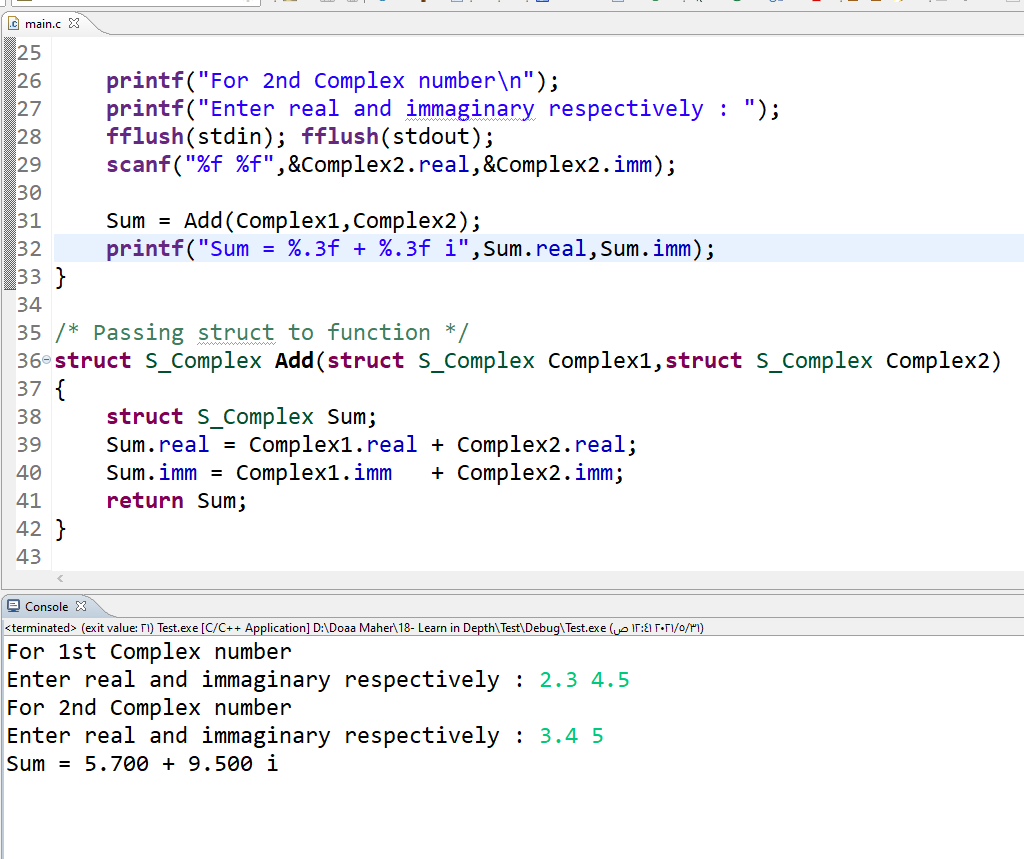 main.c
25
26 printf("For 2nd Complex number\n");
27 printf("Enter real and immaginary respectively : ");
28 fflush(stdin); fflush(stdout);
29 scanf("%f %f",&Complex2.real,&Complex2.imm);
30
31 Sum = Add(Complex1,Complex2);
32 printf("Sum = %.3f + %.3f i",Sum.real,Sum.imm);
33 }
34
35 /* Passing struct to function */
36 struct S_Complex Add(struct S_Complex Complex1,struct S_Complex Complex2)
37 {
38 struct S_Complex Sum;
39 Sum.real = Complex1.real + Complex2.real;
40 Sum.imm = Complex1.imm   + Complex2.imm;
41 return Sum;
42 }
43
Console
<terminated> (exit value: ٢١) Test.exe [C/C++ Application] D:\Doaa Maher\18- Learn in Depth\Test\Debug\Test.exe (٣١/٥/٢٠٢١ ١٢:٤١ ص)
For 1st Complex number
Enter real and immaginary respectively : 2.3 4.5
For 2nd Complex number
Enter real and immaginary respectively : 3.4 5
Sum = 5.700 + 9.500 i